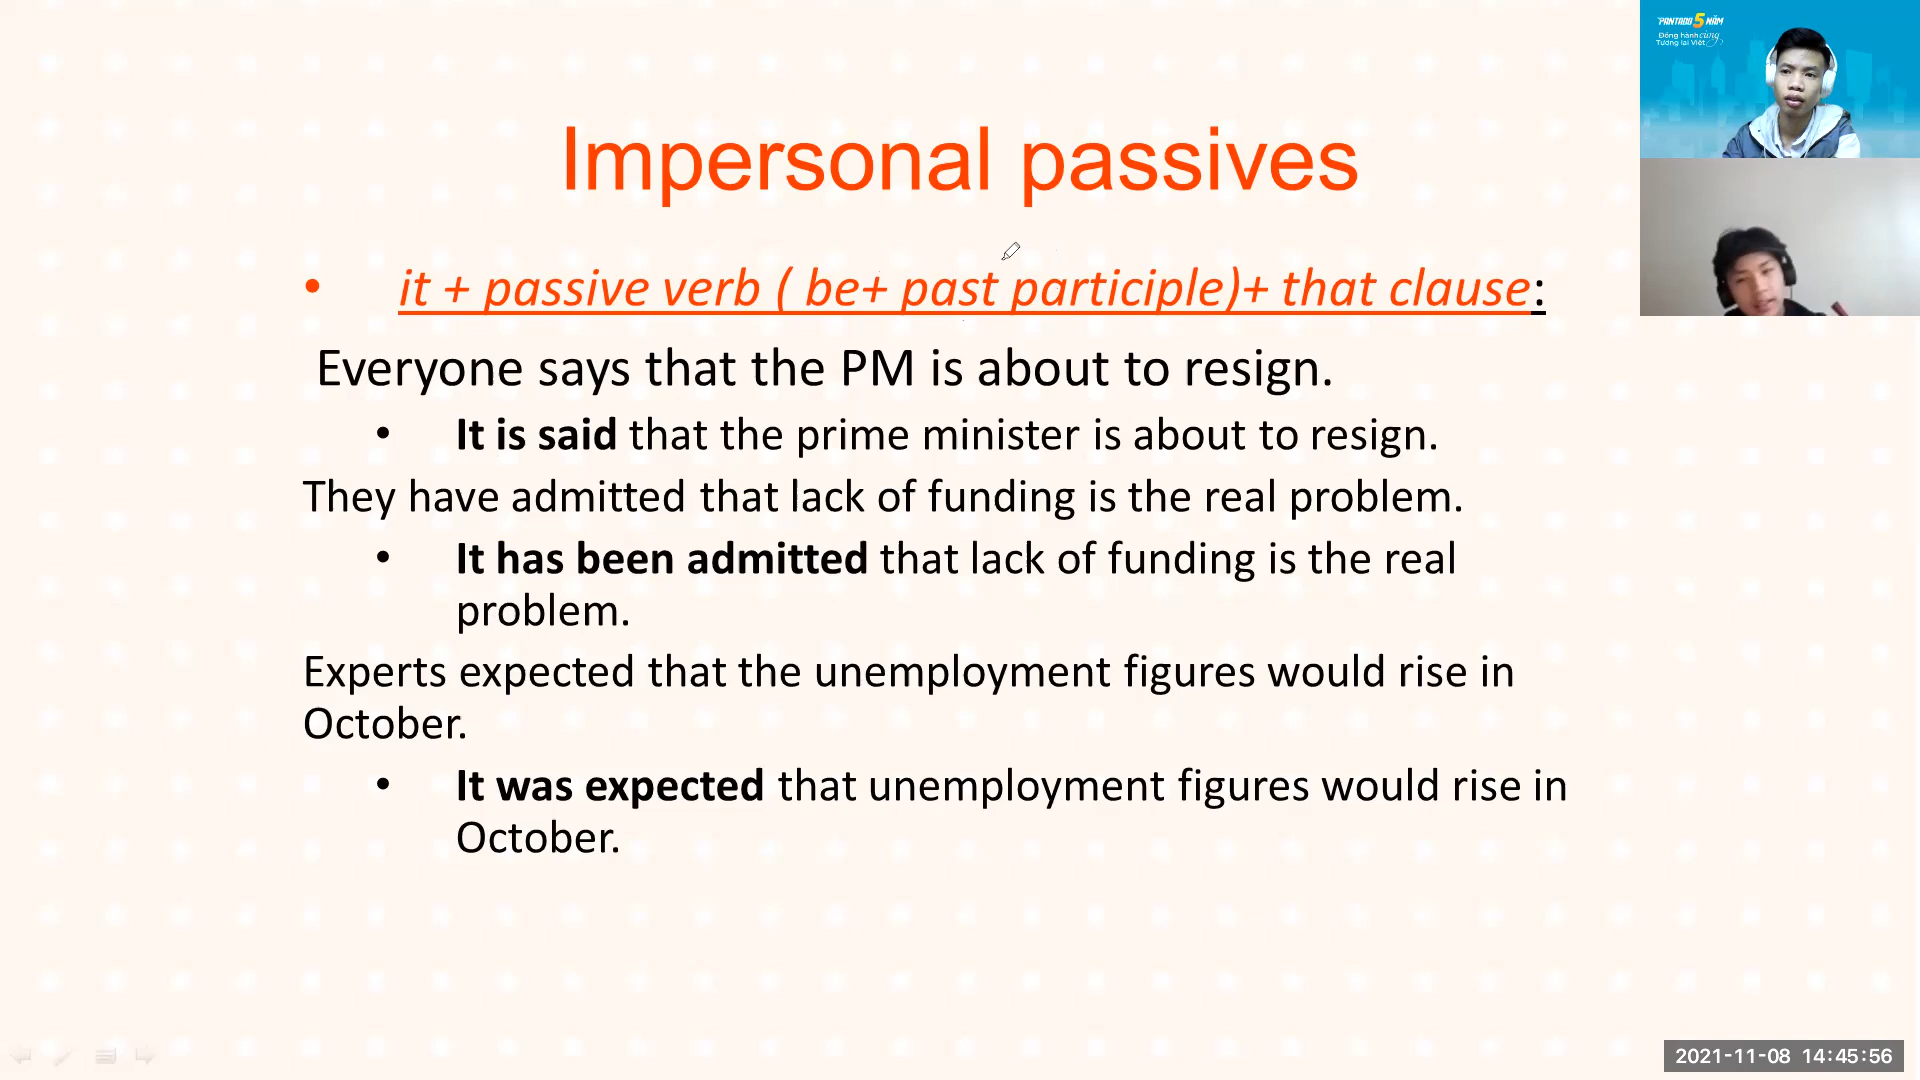 PANTADO 5 NĂM
Đồng hành cùng
Tương lai Việt
Impersonal passives
• it + passive verb ( be+ past participle)+ that clause:
Everyone says that the PM is about to resign.
• It is said that the prime minister is about to resign.
They have admitted that lack of funding is the real problem.
• It has been admitted that lack of funding is the real
problem.
Experts expected that the unemployment figures would rise in
October.
• It was expected that unemployment figures would rise in
October.
2021-11-08 14:45:56